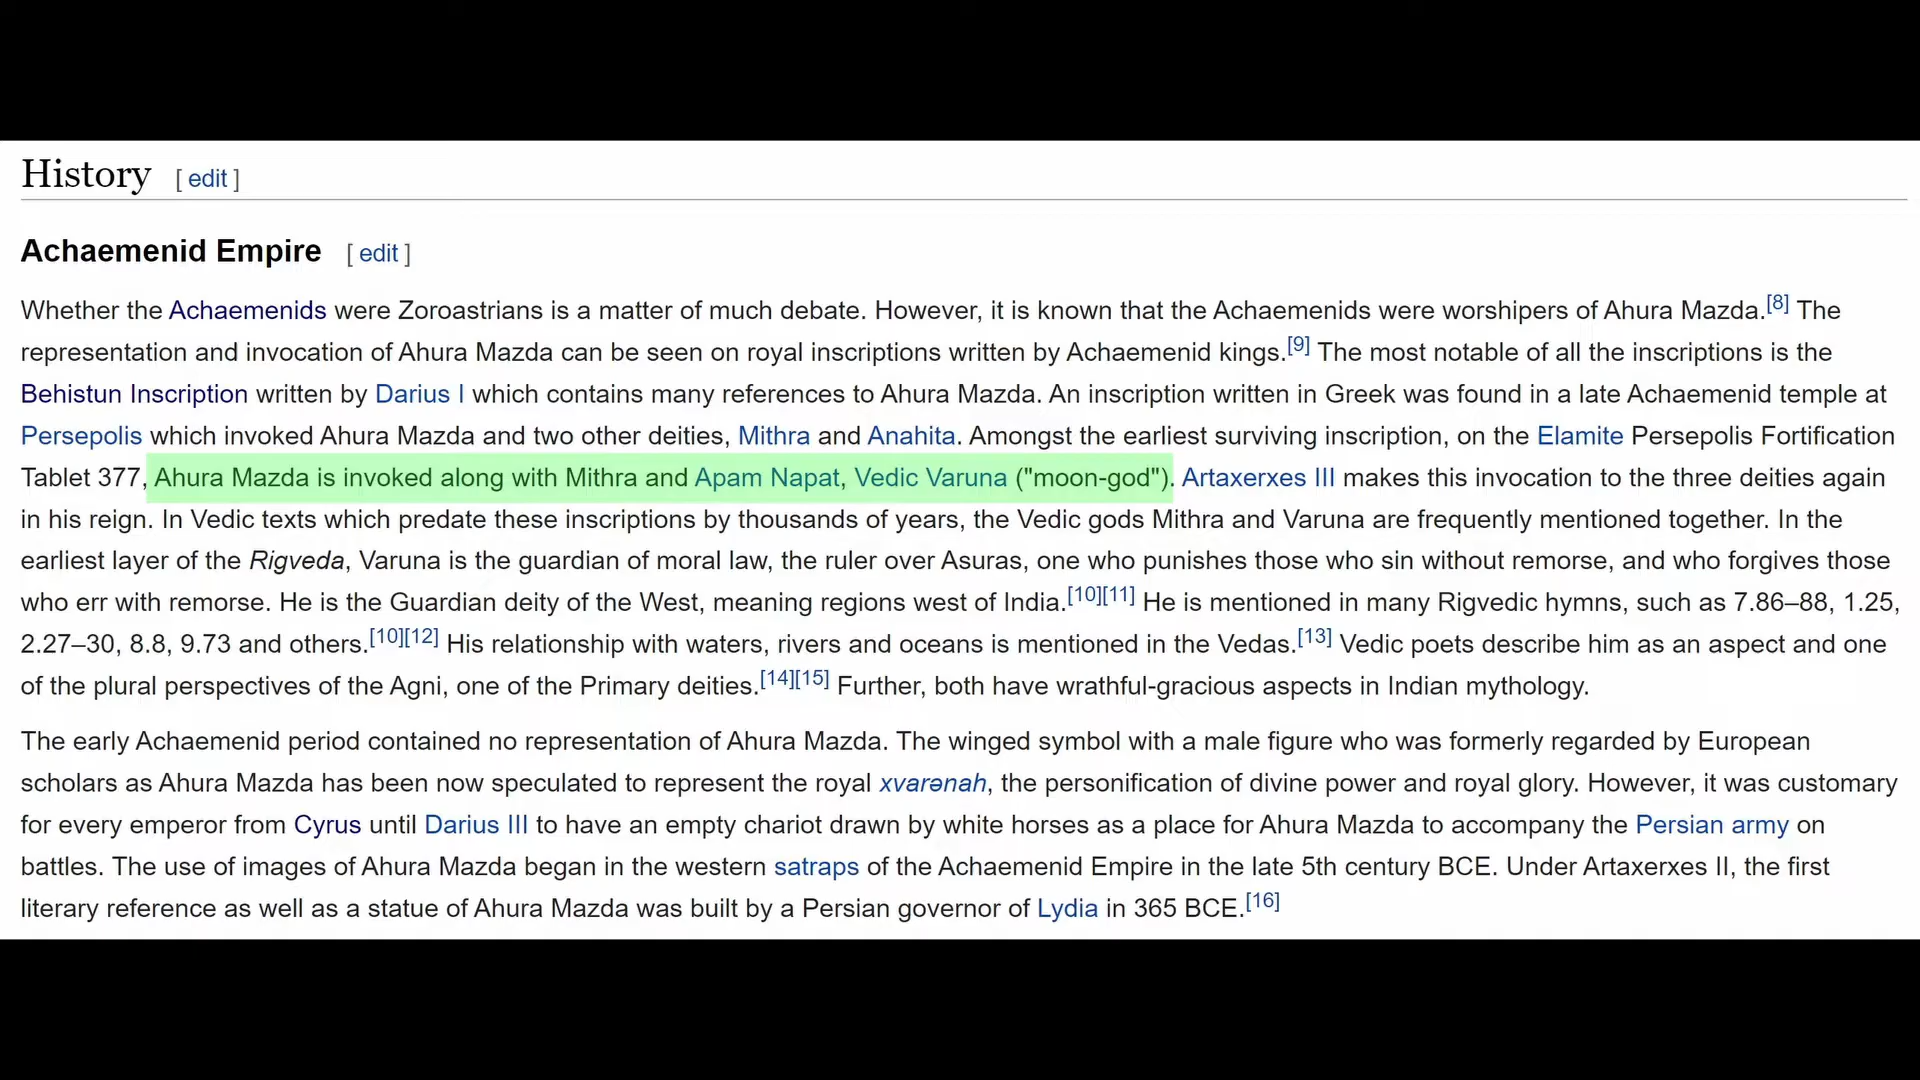 History [ edit ]
Achaemenid Empire [ edit ]
Whether the Achaemenids were Zoroastrians is a matter of much debate. However, it is known that the Achaemenids were worshipers of Ahura Mazda.[8] The
representation and invocation of Ahura Mazda can be seen on royal inscriptions written by Achaemenid kings.[9] The most notable of all the inscriptions is the
Behistun Inscription written by Darius I which contains many references to Ahura Mazda. An inscription written in Greek was found in a late Achaemenid temple at
Persepolis which invoked Ahura Mazda and two other deities, Mithra and Anahita. Amongst the earliest surviving inscription, on the Elamite Persepolis Fortification
Tablet 377, Ahura Mazda is invoked along with Mithra and Apam Napat, Vedic Varuna ("moon-god"). Artaxerxes III makes this invocation to the three deities again
in his reign. In Vedic texts which predate these inscriptions by thousands of years, the Vedic gods Mithra and Varuna are frequently mentioned together. In the
earliest layer of the Rigveda, Varuna is the guardian of moral law, the ruler over Asuras, one who punishes those who sin without remorse, and who forgives those
who err with remorse. He is the Guardian deity of the West, meaning regions west of India.[10][11] He is mentioned in many Rigvedic hymns, such as 7.86–88, 1.25,
2.27–30, 8.8, 9.73 and others.[10][12] His relationship with waters, rivers and oceans is mentioned in the Vedas.[13] Vedic poets describe him as an aspect and one
of the plural perspectives of the Agni, one of the Primary deities.[14][15] Further, both have wrathful-gracious aspects in Indian mythology.
The early Achaemenid period contained no representation of Ahura Mazda. The winged symbol with a male figure who was formerly regarded by European
scholars as Ahura Mazda has been now speculated to represent the royal xvarənah, the personification of divine power and royal glory. However, it was customary
for every emperor from Cyrus until Darius III to have an empty chariot drawn by white horses as a place for Ahura Mazda to accompany the Persian army on
battles. The use of images of Ahura Mazda began in the western satraps of the Achaemenid Empire in the late 5th century BCE. Under Artaxerxes II, the first
literary reference as well as a statue of Ahura Mazda was built by a Persian governor of Lydia in 365 BCE.[16]